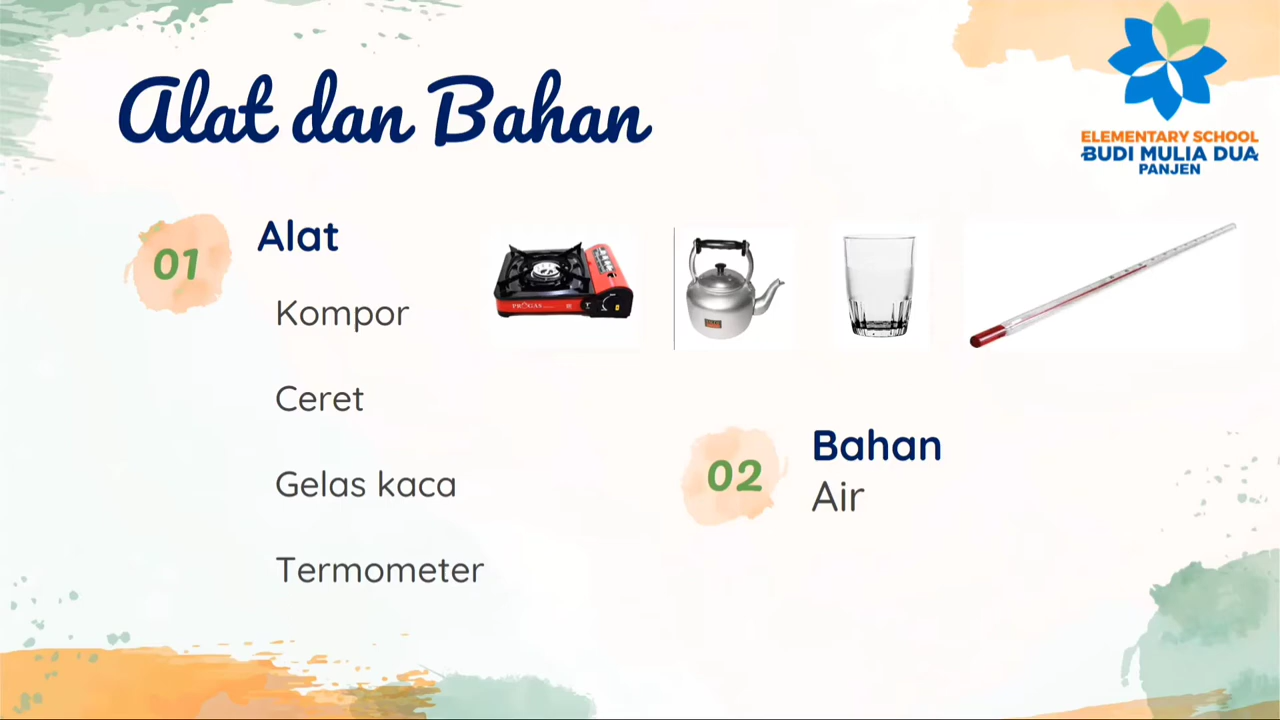 Alat dan Bahan
ELEMENTARY SCHOOL
BUDI MULIA DUA
PANJEN
01
Alat
Kompor
Ceret
Gelas kaca
Termometer
PROGAS
02
Bahan
Air